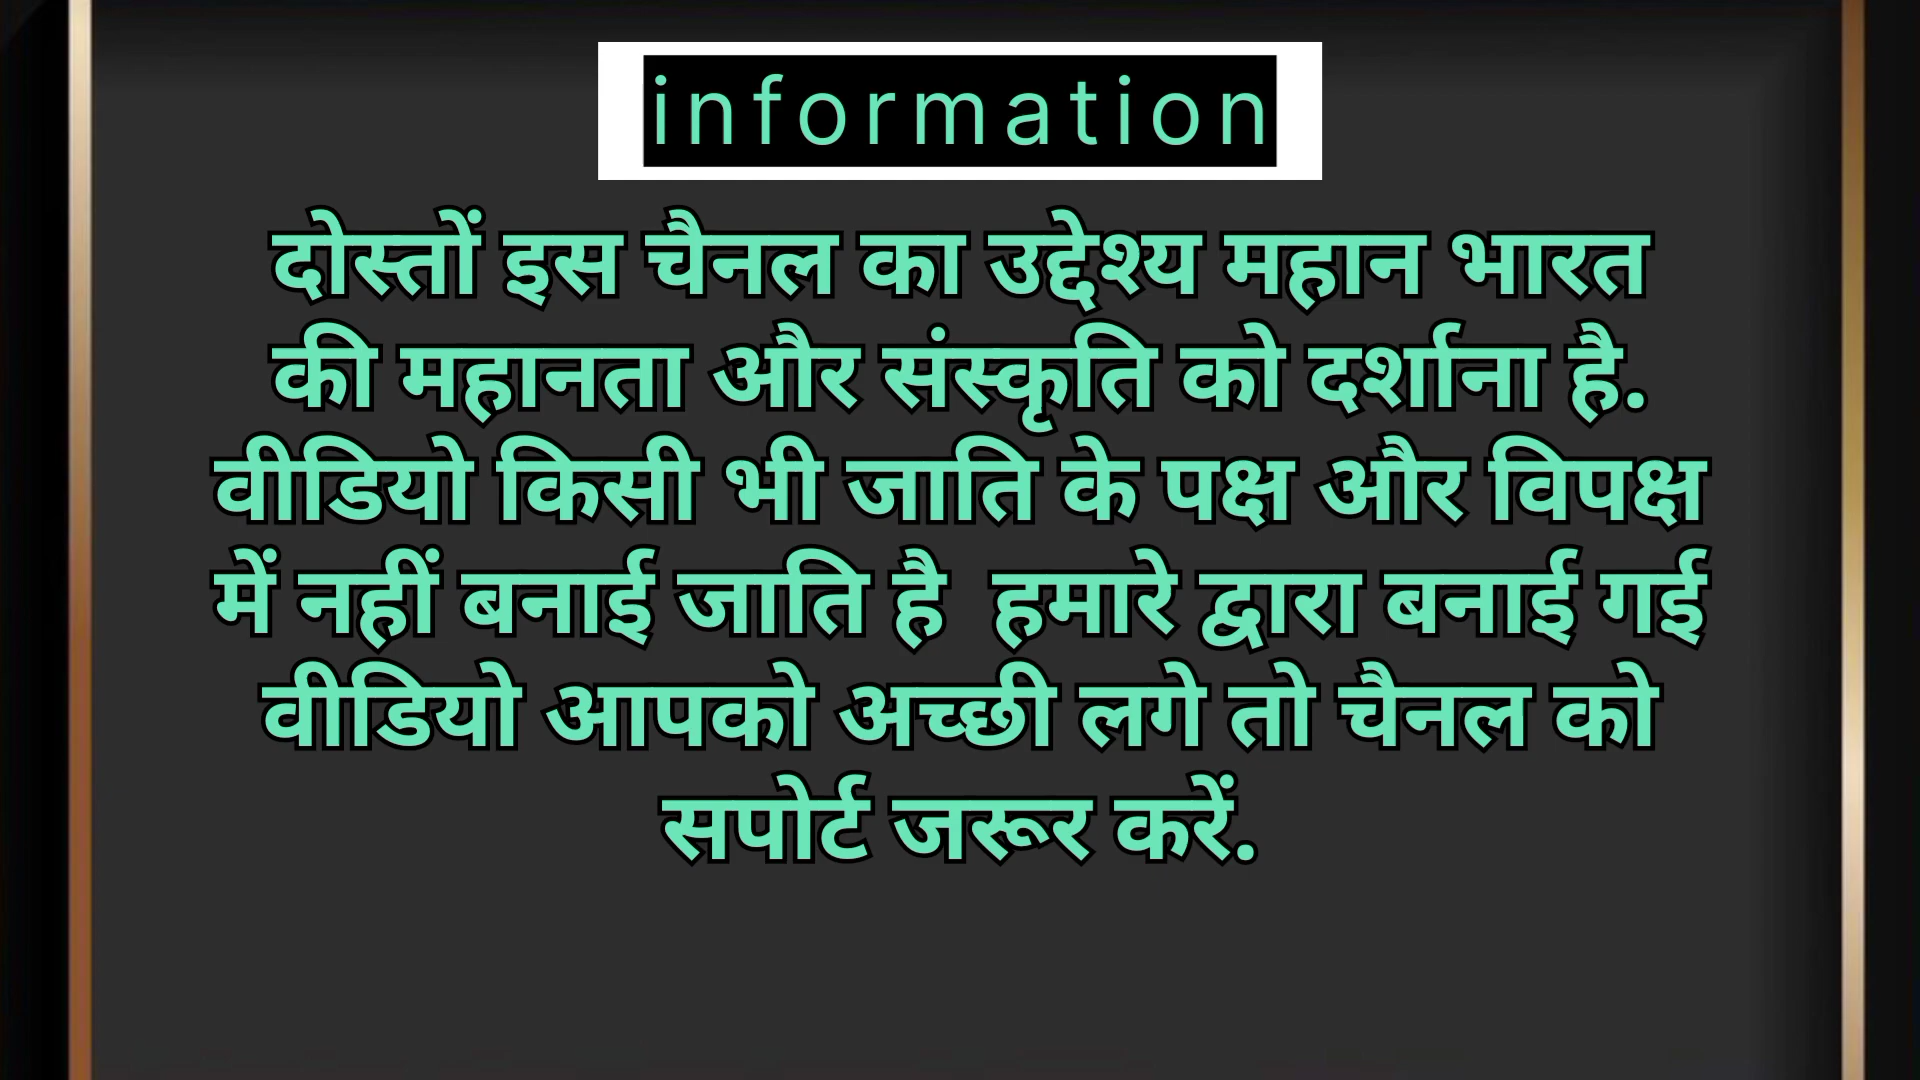 information
दोस्तों इस चैनल का उद्देश्य महान भारत
की महानता और संस्कृति को दर्शाना है.
वीडियो किसी भी जाति के पक्ष और विपक्ष
में नहीं बनाई जाति है  हमारे द्वारा बनाई गई
वीडियो आपको अच्छी लगे तो चैनल को
सपोर्ट जरूर करें.